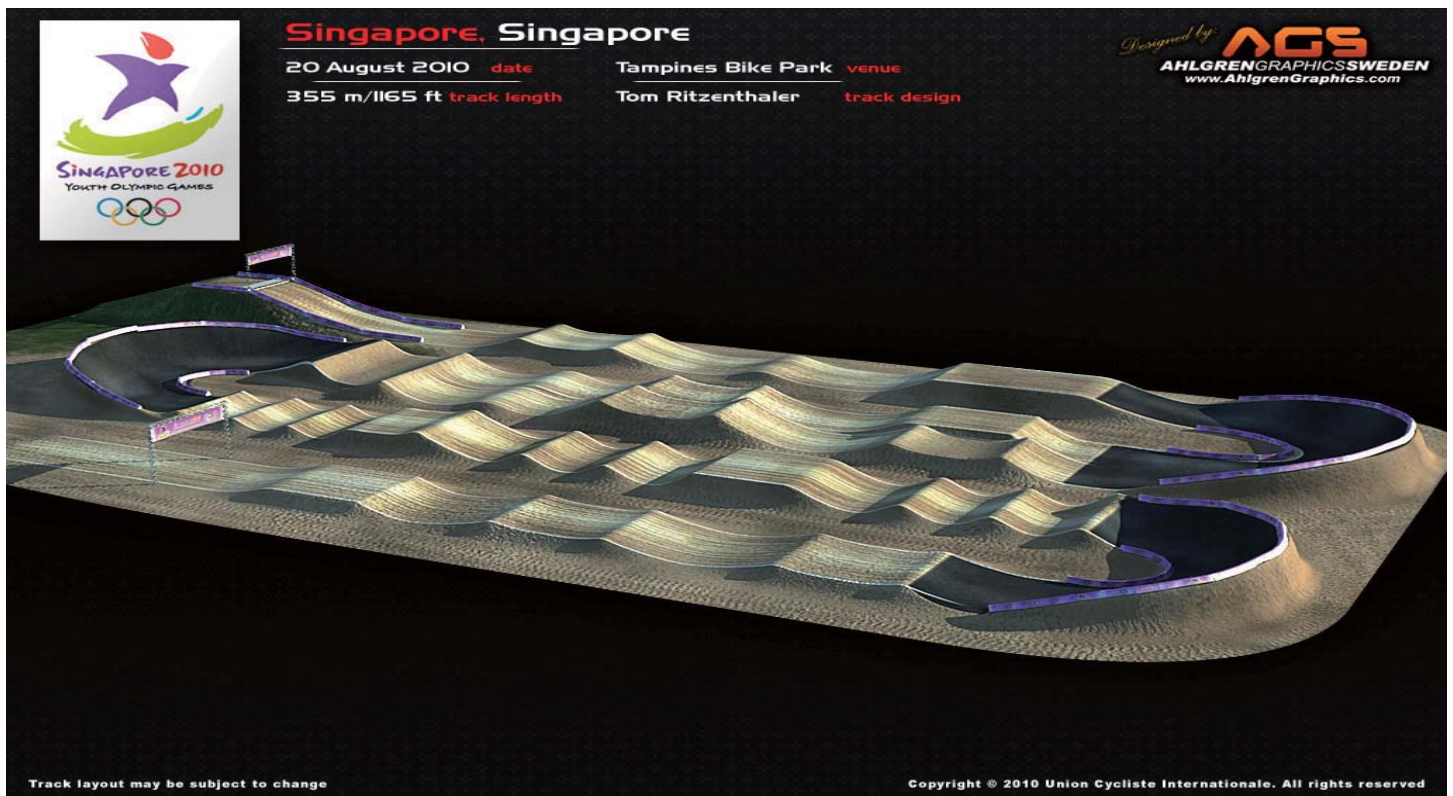 Singapore, Singapore
20 August 2010 date
Tampines Bike Park venue
355 m/1165 ft track length
Tom Ritzenthaler track design
Designed by:
AGS
AHLGRENGRAPHICSSWEDEN
www.AhlgrenGraphics.com
SiNGAPORE 2010
YOUTH OLYMPIC GAMES
Track layout may be subject to change
Copyright © 2010 Union Cycliste Internationale. All rights reserved